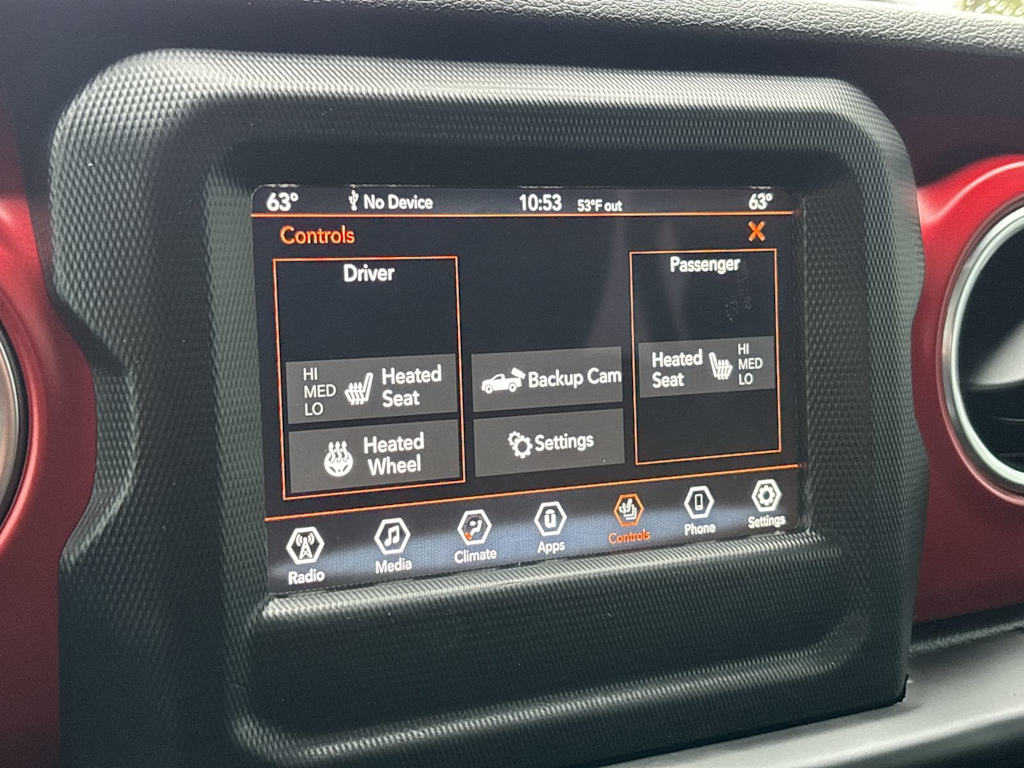 63° No Device 10:53 53°F out 63°
Controls X
Driver
HI
MED
LO
Heated
Seat
Heated
Wheel
Backup Cam
Settings
Passenger
Heated
Seat
HI
MED
LO
Radio Media Climate Apps Controls Phone Settings